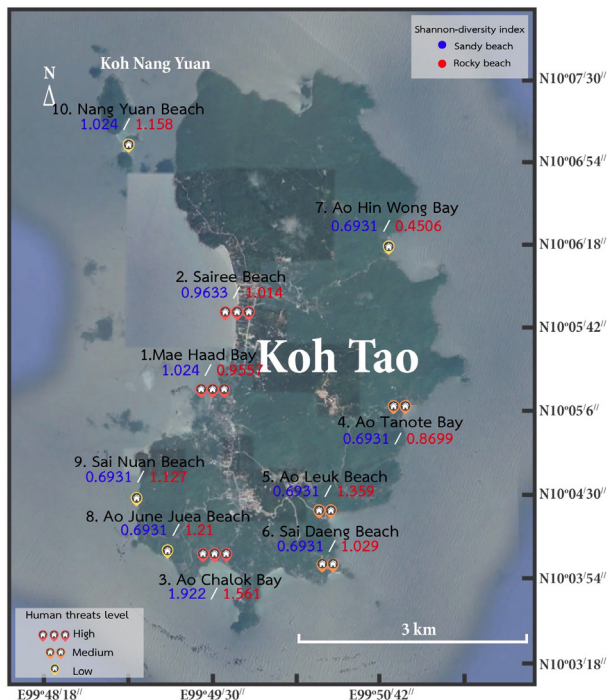 Shannon-diversity index
Sandy beach
Rocky beach
Koh Nang Yuan
N
N10°07/30//
10. Nang Yuan Beach
1.024 / 1.158
N10°06/54//
7. Ao Hin Wong Bay
0.6931 / 0.4506
N10°06/18//
2. Sairee Beach
0.9633 / 1.014
N10°05/42//
1.Mae Haad Bay
1.024 / 0.9557
Koh Tao
N10°05/6//
4. Ao Tanote Bay
0.6931 / 0.8699
9. Sai Nuan Beach
0.6931 / 1.127
5. Ao Leuk Beach
0.6931 / 1.359
N10°04/30//
8. Ao June Juea Beach
0.6931 / 1.21
6. Sai Daeng Beach
0.6931 / 1.029
N10°03/54//
3. Ao Chalok Bay
1.922 / 1.561
Human threats level
High
Medium
Low
3 km
N10°03/18//
E99°48/18//
E99°49/30//
E99°50/42//